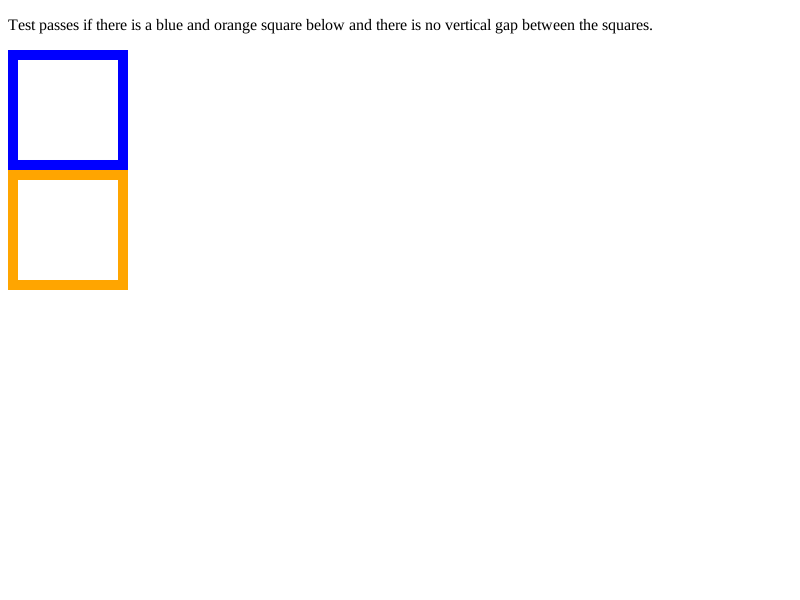 Test passes if there is a blue and orange square below and there is no vertical gap between the squares.